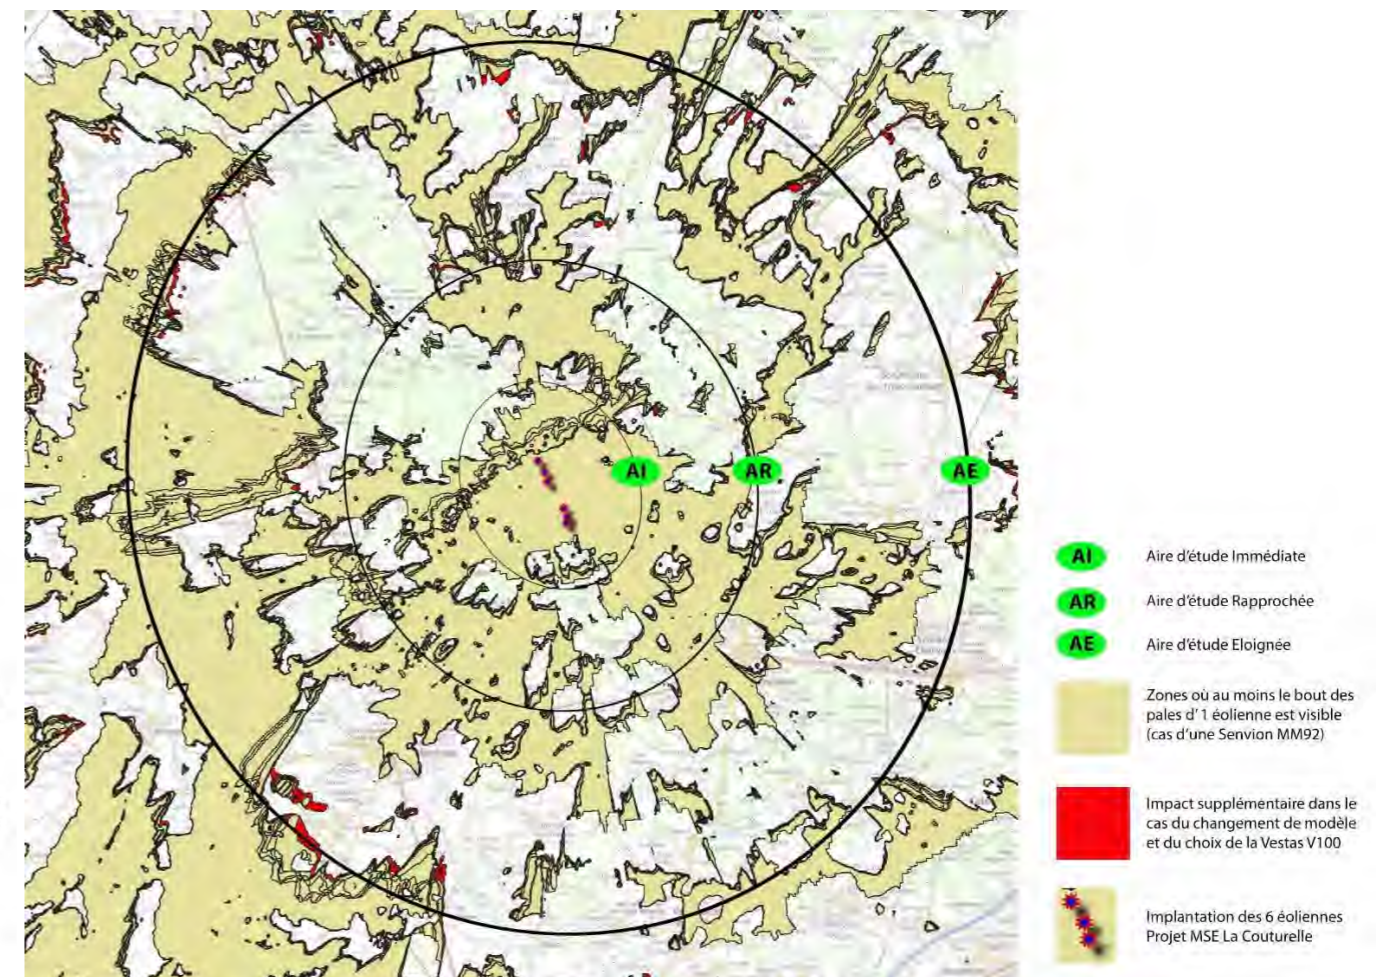 AI
AR
AE
AI
Aire d'étude Immédiate
AR
Aire d'étude Rapprochée
AE
Aire d'étude Eloignée
Zones où au moins le bout des
pales d'1 éolienne est visible
(cas d'une Senvion MM92)
Impact supplémentaire dans le
cas du changement de modèle
et du choix de la Vestas V100
Implantation des 6 éoliennes
Projet MSE La Couturelle